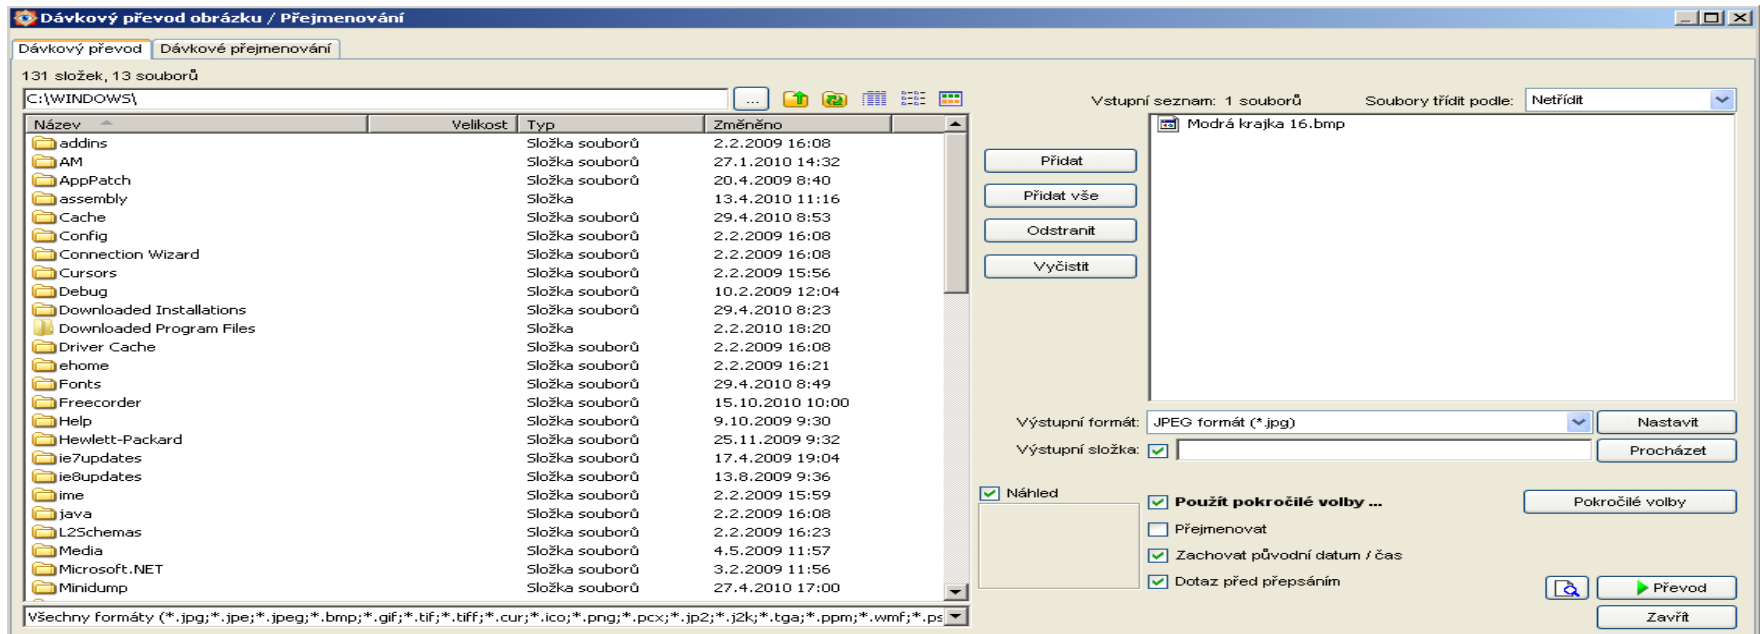 Dávkový převod obrázku / Přejmenování
Dávkový převod Dávkové přejmenování
131 složek, 13 souborů
C:\WINDOWS\ ...
Vstupní seznam: 1 souborů Soubory třídit podle: Netřídit
Název Velikost Typ Změněno
addins Složka souborů 2.2.2009 16:08
AM Složka souborů 27.1.2010 14:32
AppPatch Složka souborů 20.4.2009 8:40
assembly Složka 13.4.2010 11:16
Cache Složka souborů 29.4.2010 8:53
Config Složka souborů 2.2.2009 16:08
Connection Wizard Složka souborů 2.2.2009 16:08
Cursors Složka souborů 2.2.2009 15:56
Debug Složka souborů 10.2.2009 12:04
Downloaded Installations Složka souborů 29.4.2010 8:23
Downloaded Program Files Složka 2.2.2010 18:20
Driver Cache Složka souborů 2.2.2009 16:08
ehome Složka souborů 2.2.2009 16:21
Fonts Složka souborů 29.4.2010 8:49
Freecorder Složka souborů 15.10.2010 10:00
Help Složka souborů 9.10.2009 9:30
Hewlett-Packard Složka souborů 25.11.2009 9:32
ie7updates Složka souborů 17.4.2009 19:04
ie8updates Složka souborů 13.8.2009 9:36
ime Složka souborů 2.2.2009 15:59
java Složka souborů 2.2.2009 16:08
L2Schemas Složka souborů 2.2.2009 16:23
Media Složka souborů 4.5.2009 11:57
Microsoft.NET Složka souborů 3.2.2009 11:56
Minidump Složka souborů 27.4.2010 17:00
Všechny formáty (*.jpg;*.jpe;*.jpeg;*.bmp;*.gif;*.tif;*.tiff;*.cur;*.ico;*.png;*.pcx;*.jp2;*.j2k;*.tga;*.ppm;*.wmf;*.ps
Přidat
Přidat vše
Odstranit
Vyčistit
Modrá krajka 16.bmp
Výstupní formát: JPEG formát (*.jpg) Nastavit
Výstupní složka: Procházet
Náhled
Použít pokročilé volby ... Pokročilé volby
Přejmenovat
Zachovat původní datum / čas
Dotaz před přepsáním
Převod
Zavřít